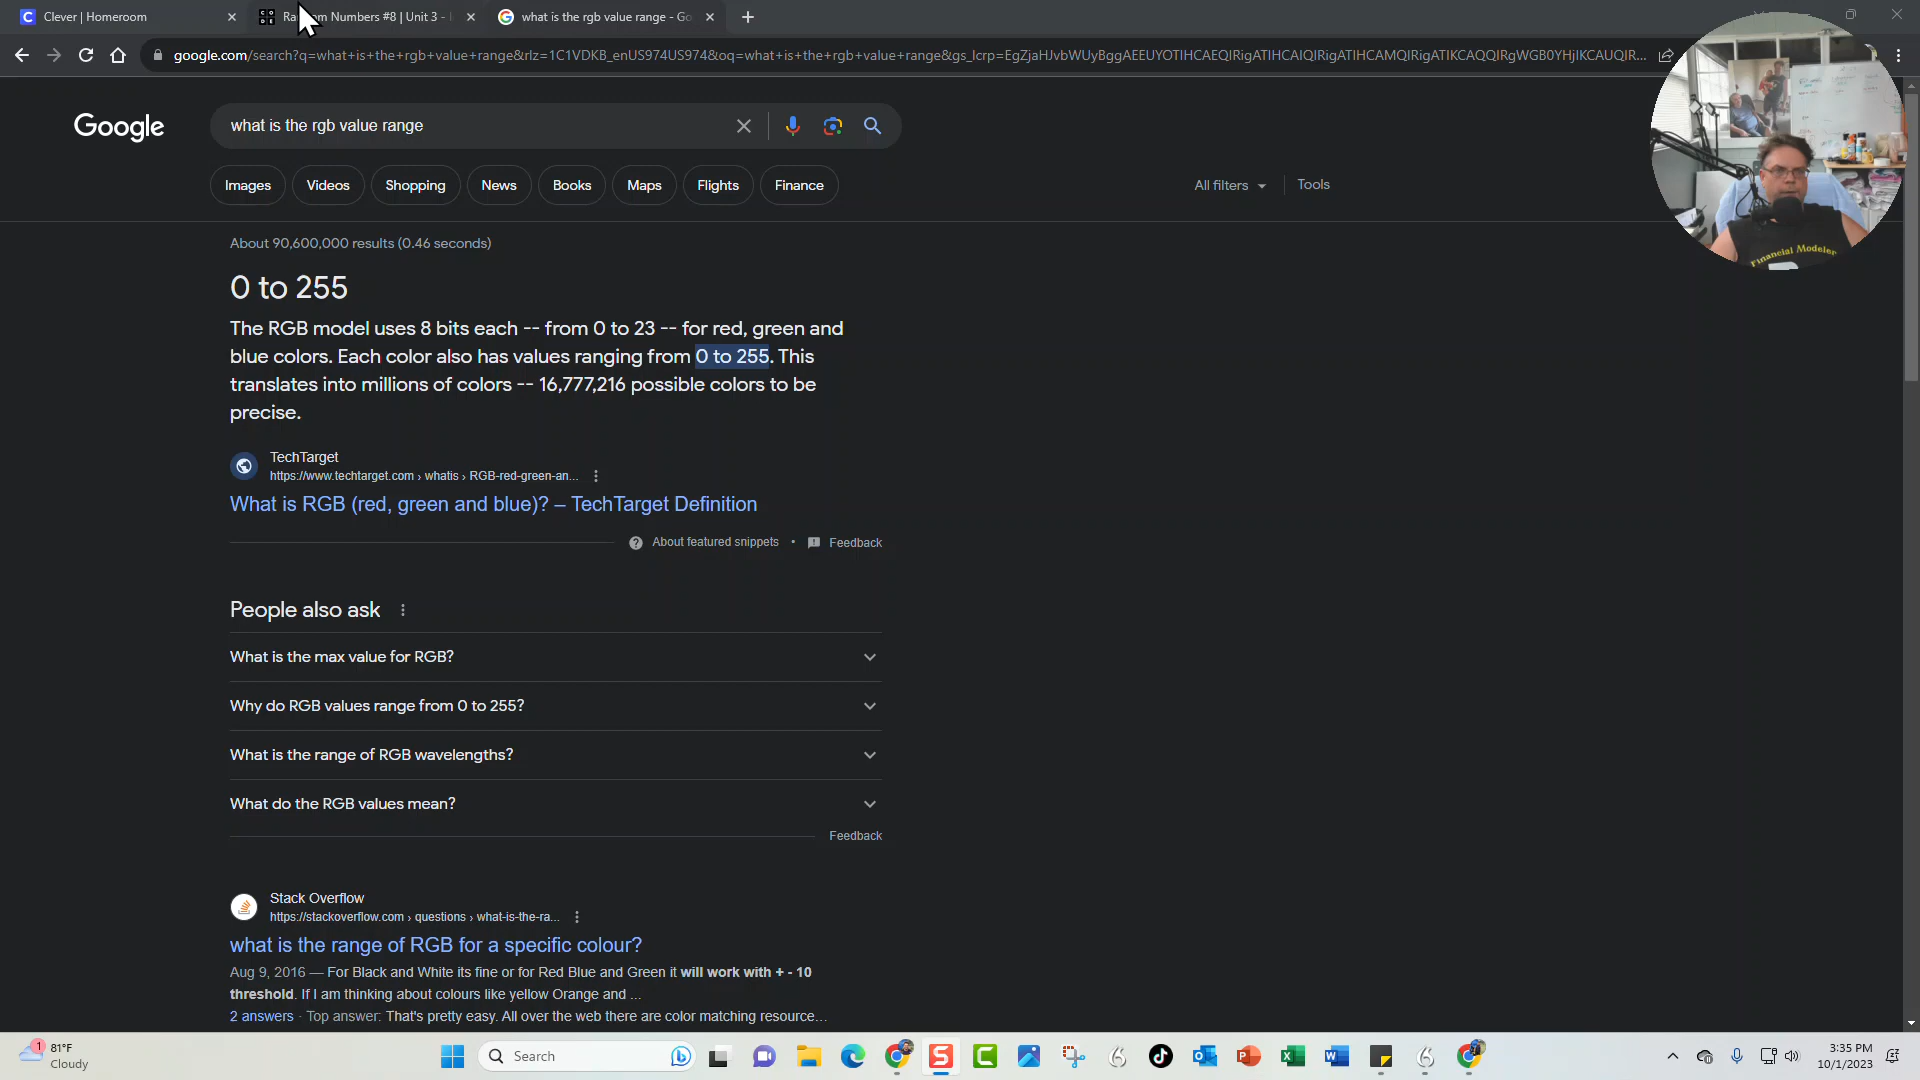 Clever | Homeroom
Numbers #8 | Unit 3 -
what is the rgb value range - Go
google.com/search?q=what+is+the+rgb+value+range&rlz=1C1VDKB_enUS974US974&oq=what+is+the+rgb+value+range&gs_lcrp=EgZjaHJvbWUyBggAEEUYOTIHCAEQIRigATIHCAIQIRigATIHCAMQIRigATIKCAQQIRgWGB0YHjIKCAUQIR...
Google
what is the rgb value range
Images
Videos
Shopping
News
Books
Maps
Flights
Finance
All filters
Tools
About 90,600,000 results (0.46 seconds)
0 to 255
The RGB model uses 8 bits each -- from 0 to 23 -- for red, green and
blue colors. Each color also has values ranging from 0 to 255. This
translates into millions of colors -- 16,777,216 possible colors to be
precise.
TechTarget
https://www.techtarget.com › whatis › RGB-red-green-an...
What is RGB (red, green and blue)? – TechTarget Definition
About featured snippets
•
Feedback
People also ask
What is the max value for RGB?
Why do RGB values range from 0 to 255?
What is the range of RGB wavelengths?
What do the RGB values mean?
Feedback
Stack Overflow
https://stackoverflow.com › questions › what-is-the-ra...
what is the range of RGB for a specific colour?
Aug 9, 2016 — For Black and White its fine or for Red Blue and Green it will work with + - 10
threshold. If I am thinking about colours like yellow Orange and ...
2 answers · Top answer: That's pretty easy. All over the web there are color matching resource...
Financial Modeler
81°F
Cloudy
Search
3:35 PM
10/1/2023